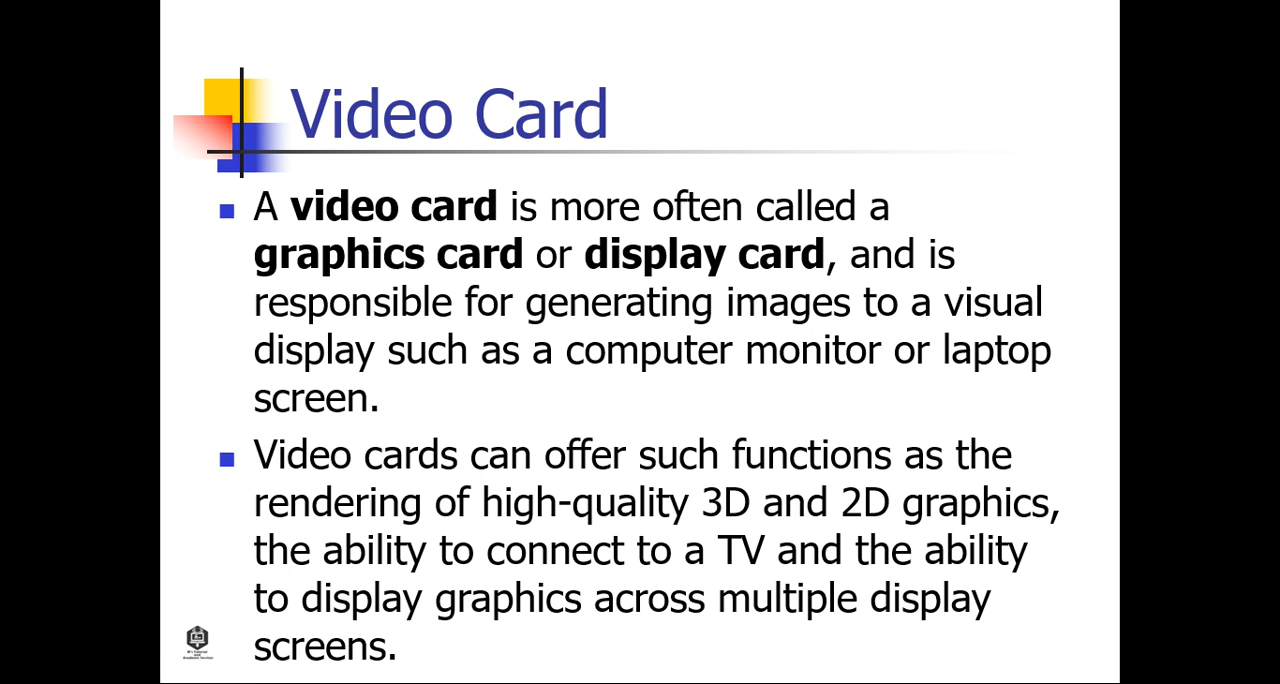 Video Card
A video card is more often called a
graphics card or display card, and is
responsible for generating images to a visual
display such as a computer monitor or laptop
screen.
Video cards can offer such functions as the
rendering of high-quality 3D and 2D graphics,
the ability to connect to a TV and the ability
to display graphics across multiple display
screens.